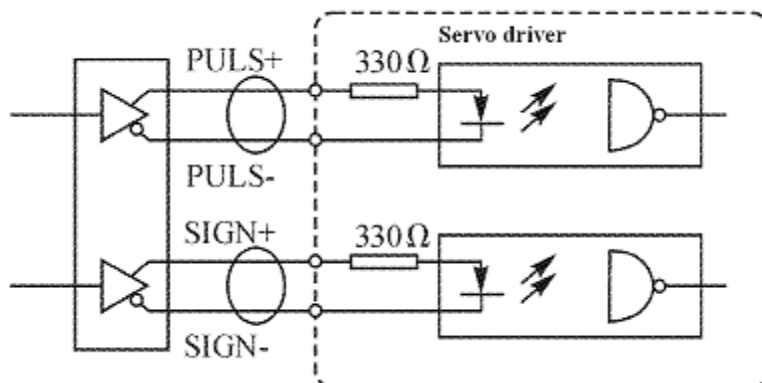 Servo driver
PULS+
330Ω
PULS-
SIGN+
330Ω
SIGN-